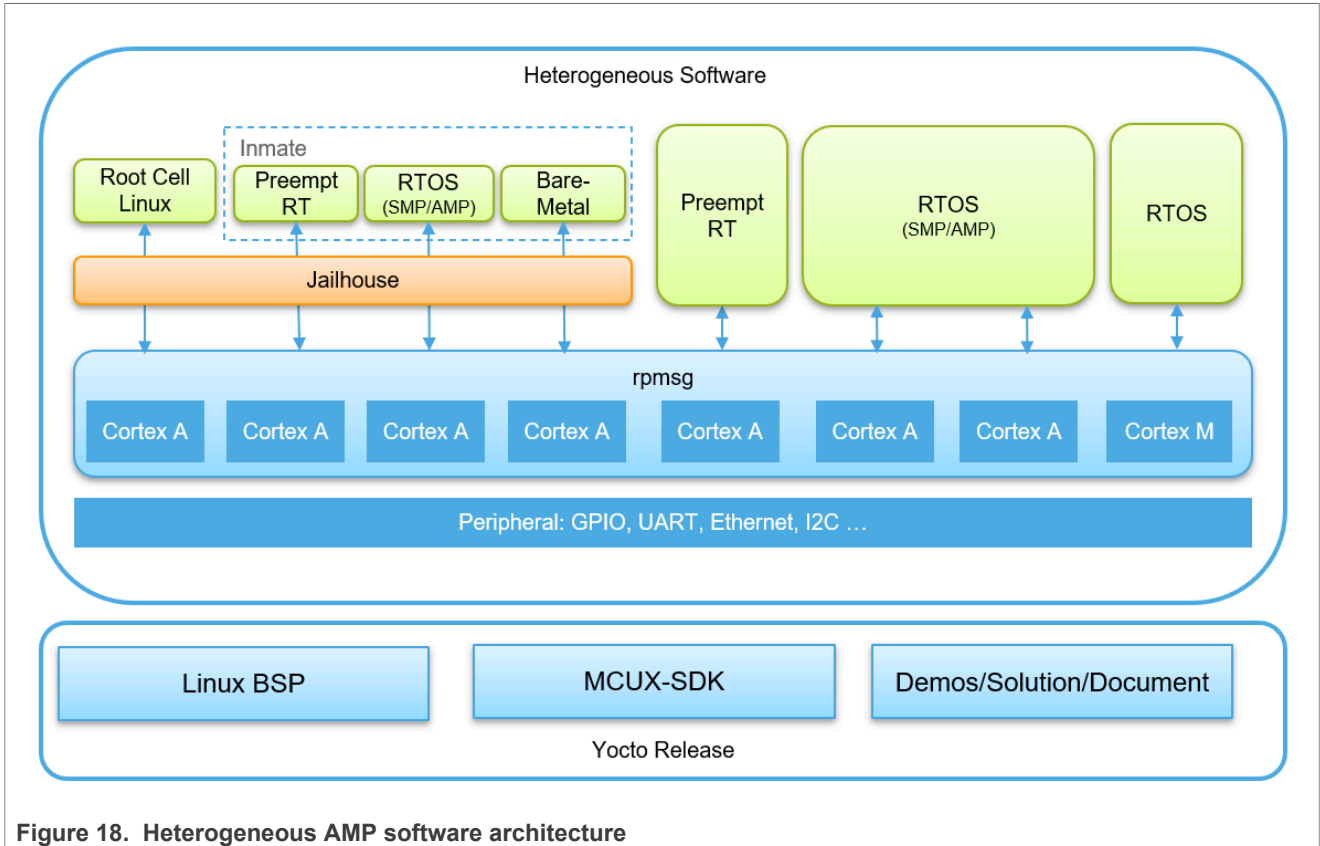 Heterogeneous Software
Inmate
Root Cell
Linux
Preempt
RT
RTOS
(SMP/AMP)
Bare-
Metal
Preempt
RT
RTOS
(SMP/AMP)
RTOS
Jailhouse
rpmsg
Cortex A
Cortex A
Cortex A
Cortex A
Cortex A
Cortex A
Cortex A
Cortex M
Peripheral: GPIO, UART, Ethernet, I2C ...
Linux BSP
MCUX-SDK
Demos/Solution/Document
Yocto Release
Figure 18. Heterogeneous AMP software architecture